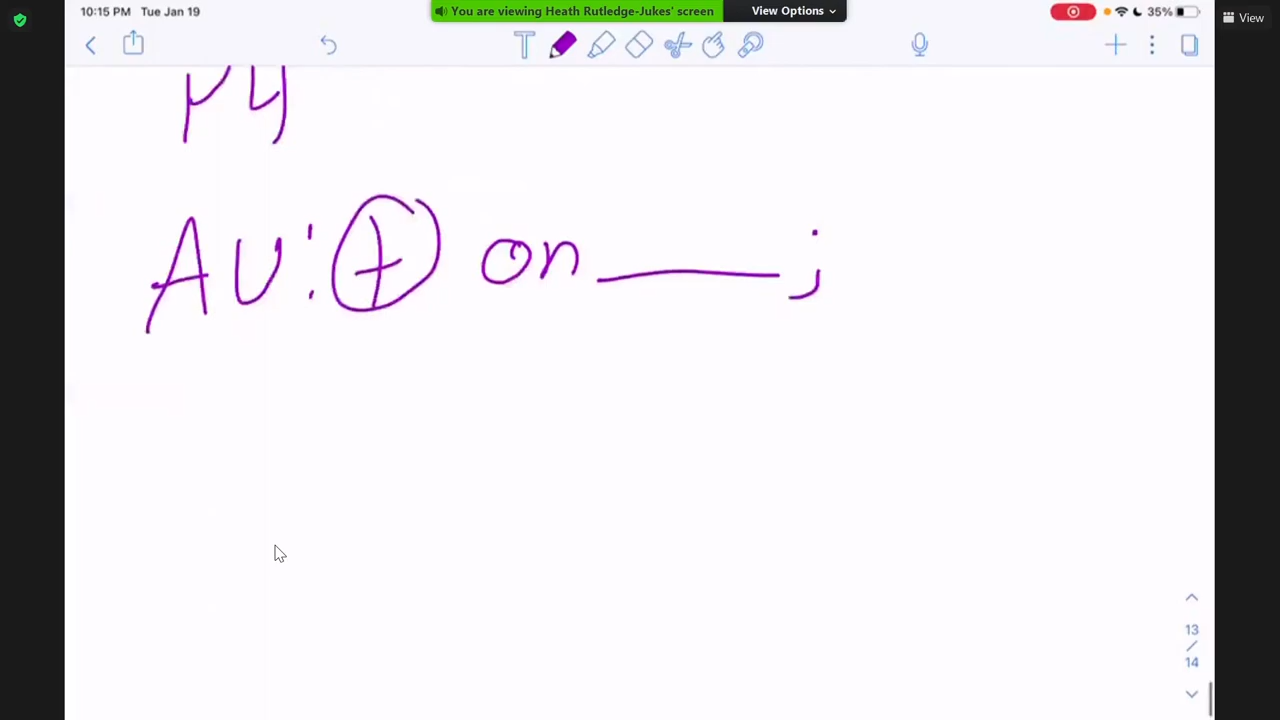 10:15 PM Tue Jan 19
You are viewing Heath Rutledge-Jukes' screen
View Options
35%
View
AU: + on ____;
13
/
14